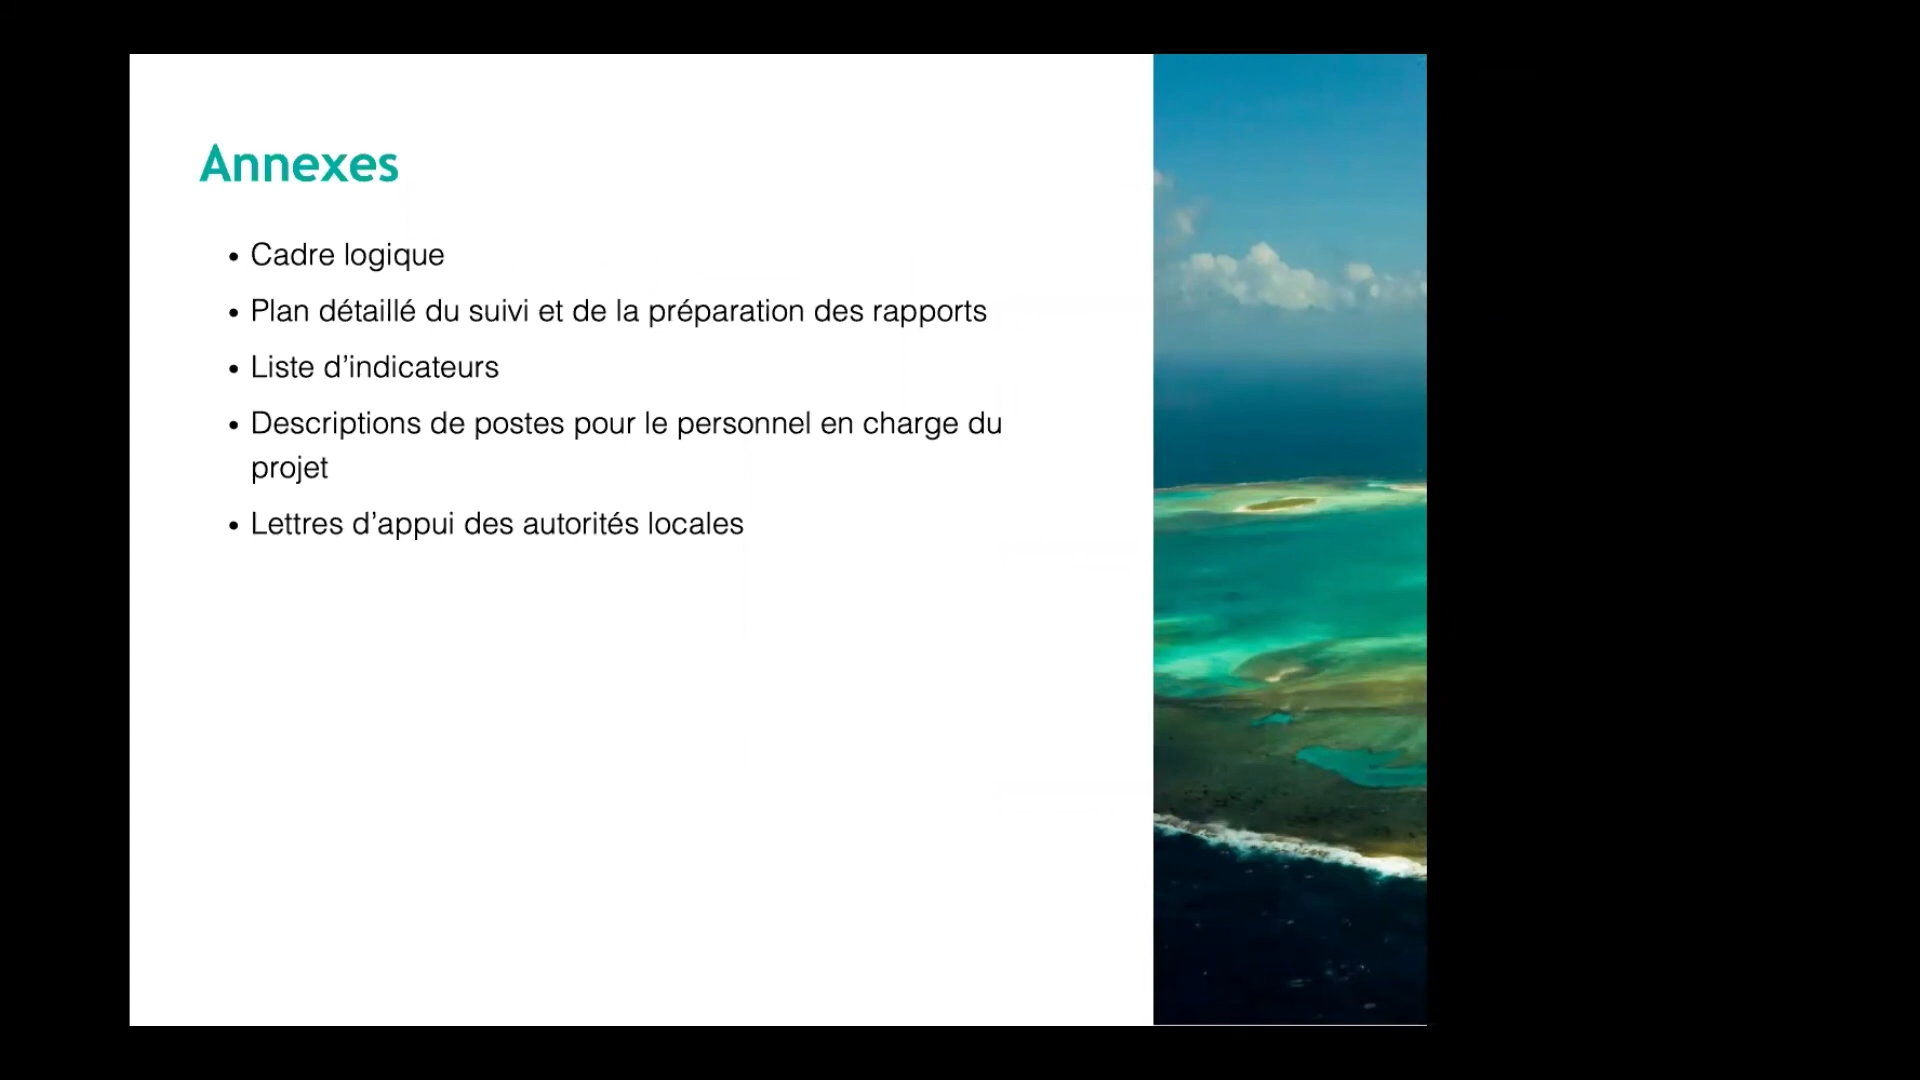 Annexes
• Cadre logique
• Plan détaillé du suivi et de la préparation des rapports
• Liste d’indicateurs
• Descriptions de postes pour le personnel en charge du
projet
• Lettres d’appui des autorités locales